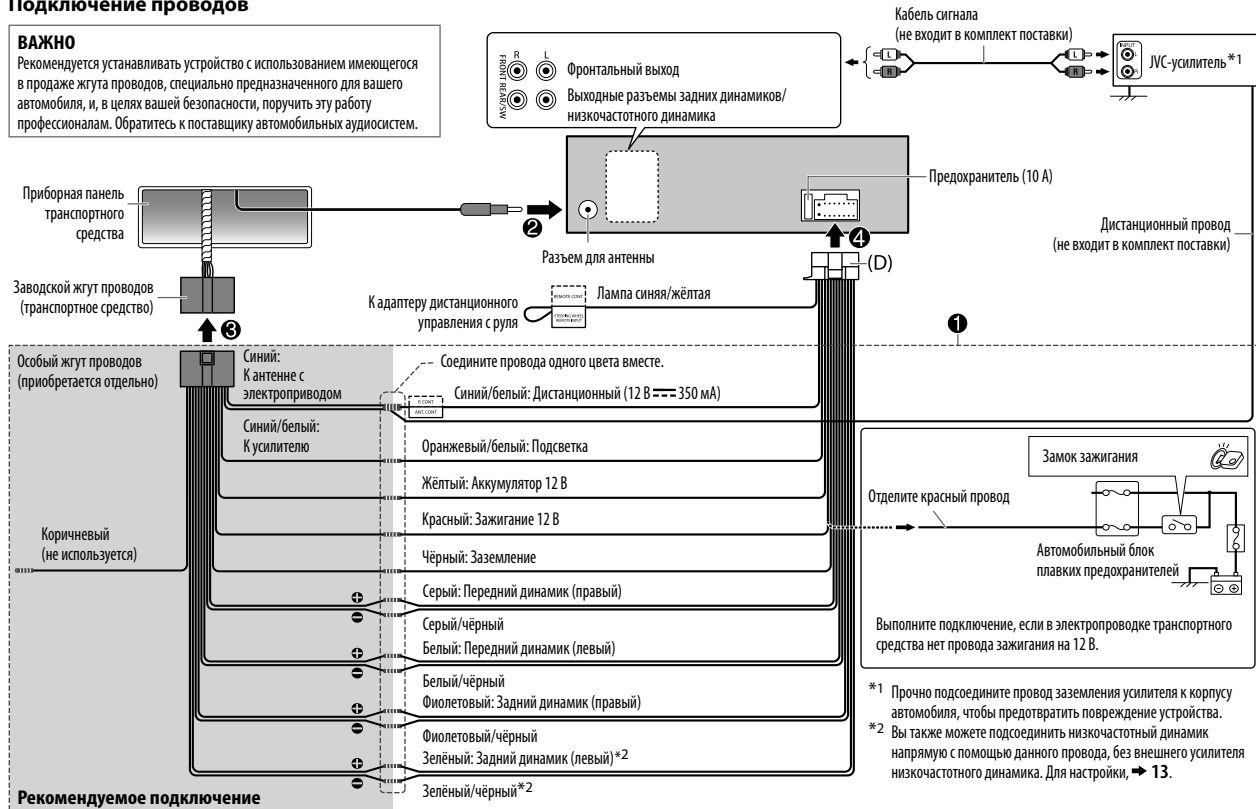 Подключение проводов
ВАЖНО
Рекомендуется устанавливать устройство с использованием имеющегося
в продаже жгута проводов, специально предназначенного для вашего
автомобиля, и, в целях вашей безопасности, поручить эту работу
профессионалам. Обратитесь к поставщику автомобильных аудиосистем.
R L
FRONT
REAR/SW
Фронтальный выход
Выходные разъемы задних динамиков/
низкочастотного динамика
Кабель сигнала
(не входит в комплект поставки)
L
R
L
R
INPUT
L
R
JVC-усилитель*1
Предохранитель (10 А)
Дистанционный провод
(не входит в комплект поставки)
Приборная панель
транспортного
средства
2
Разъем для антенны
4
(D)
Заводской жгут проводов
(транспортное средство)
3
К адаптеру дистанционного
управления с руля
REMOTE CONT
STEERING WHEEL
REMOTE INPUT
Лампа синяя/жёлтая
1
Особый жгут проводов
(приобретается отдельно)
Синий:
К антенне с
электроприводом
Синий/белый:
К усилителю
Соедините провода одного цвета вместе.
P. CONT
ANT. CONT
Синий/белый: Дистанционный (12 В 350 мА)
Оранжевый/белый: Подсветка
Жёлтый: Аккумулятор 12 В
Красный: Зажигание 12 В
Чёрный: Заземление
Коричневый
(не используется)
Серый: Передний динамик (правый)
Серый/чёрный
Белый: Передний динамик (левый)
Белый/чёрный
Фиолетовый: Задний динамик (правый)
Фиолетовый/чёрный
Зелёный: Задний динамик (левый)*2
Зелёный/чёрный*2
Рекомендуемое подключение
Замок зажигания
Отделите красный провод
Автомобильный блок
плавких предохранителей
Выполните подключение, если в электропроводке транспортного
средства нет провода зажигания на 12 В.
*1 Прочно подсоедините провод заземления усилителя к корпусу
автомобиля, чтобы предотвратить повреждение устройства.
*2 Вы также можете подсоединить низкочастотный динамик
напрямую с помощью данного провода, без внешнего усилителя
низкочастотного динамика. Для настройки, ➡ 13.